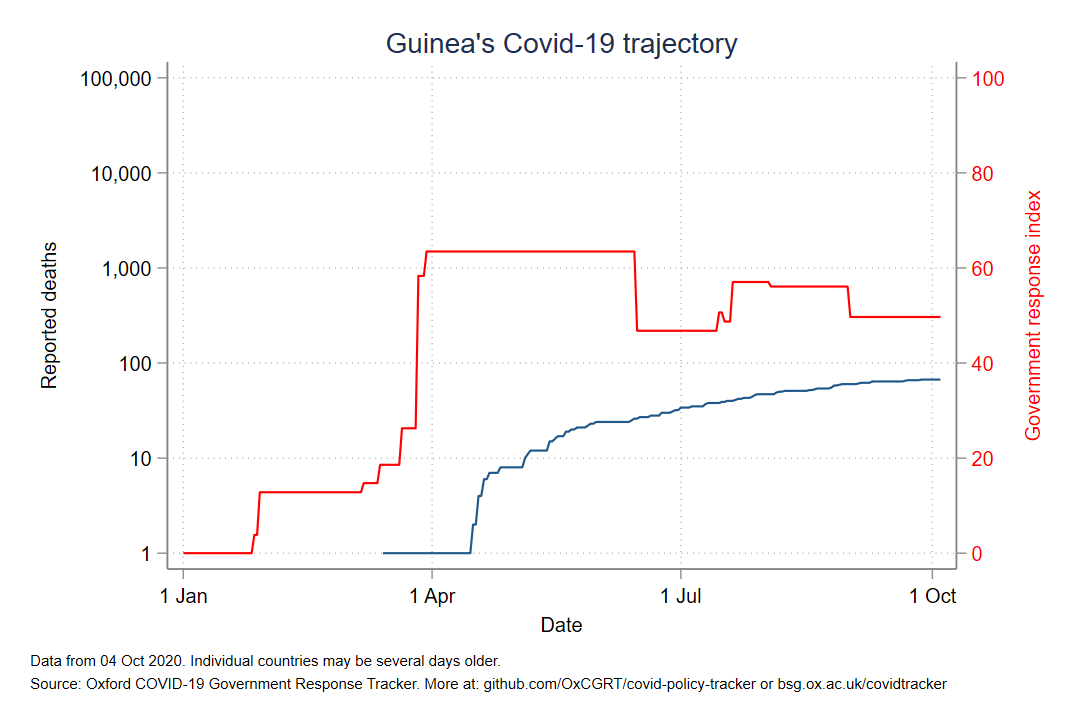 Guinea's Covid-19 trajectory
100,000
10,000
1,000
100
10
1
Reported deaths
100
80
60
40
20
0
Government response index
1 Jan 1 Apr 1 Jul 1 Oct
Date
Data from 04 Oct 2020. Individual countries may be several days older.
Source: Oxford COVID-19 Government Response Tracker. More at: github.com/OxCGRT/covid-policy-tracker or bsg.ox.ac.uk/covidtracker